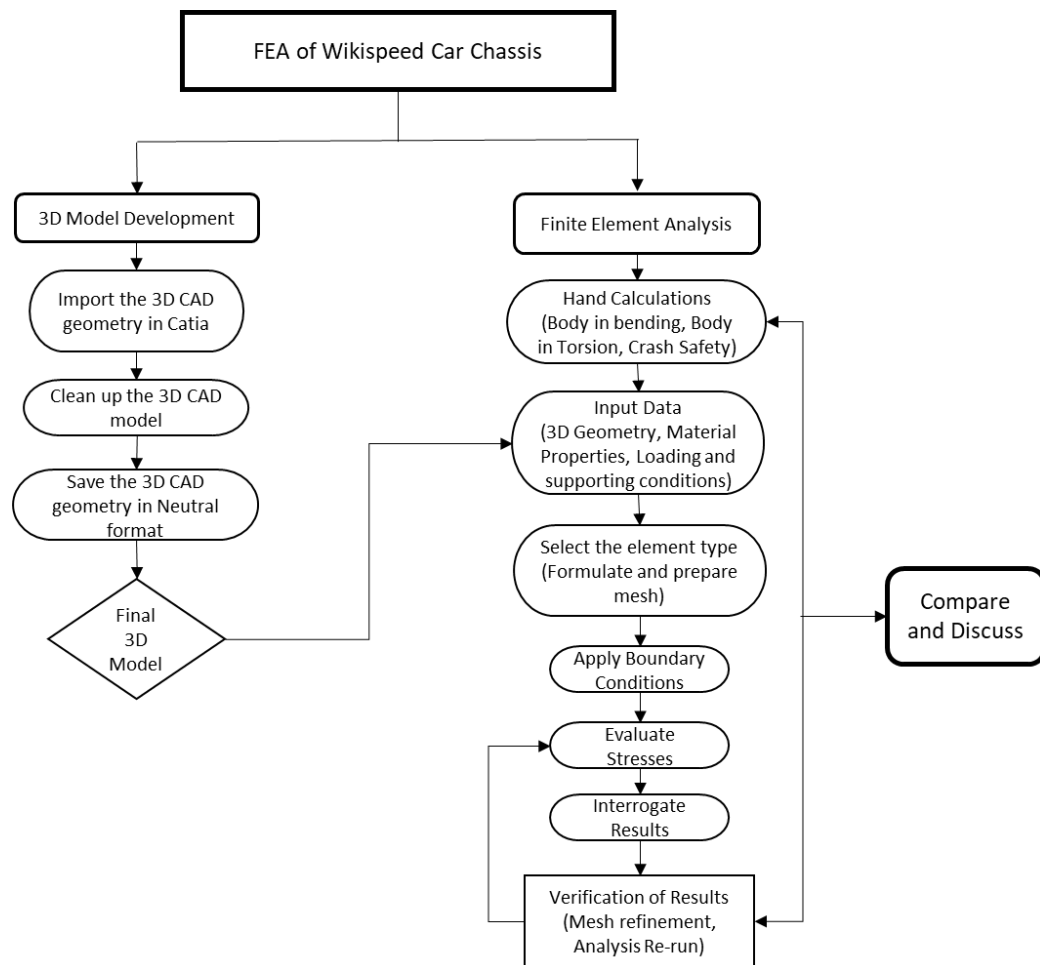 FEA of Wikispeed Car Chassis
3D Model Development
Import the 3D CAD
geometry in Catia
Clean up the 3D CAD
model
Save the 3D CAD
geometry in Neutral
format
Final
3D
Model
Finite Element Analysis
Hand Calculations
(Body in bending, Body
in Torsion, Crash Safety)
Input Data
(3D Geometry, Material
Properties, Loading and
supporting conditions)
Select the element type
(Formulate and prepare
mesh)
Apply Boundary
Conditions
Evaluate
Stresses
Interrogate
Results
Verification of Results
(Mesh refinement,
Analysis Re-run)
Compare
and Discuss